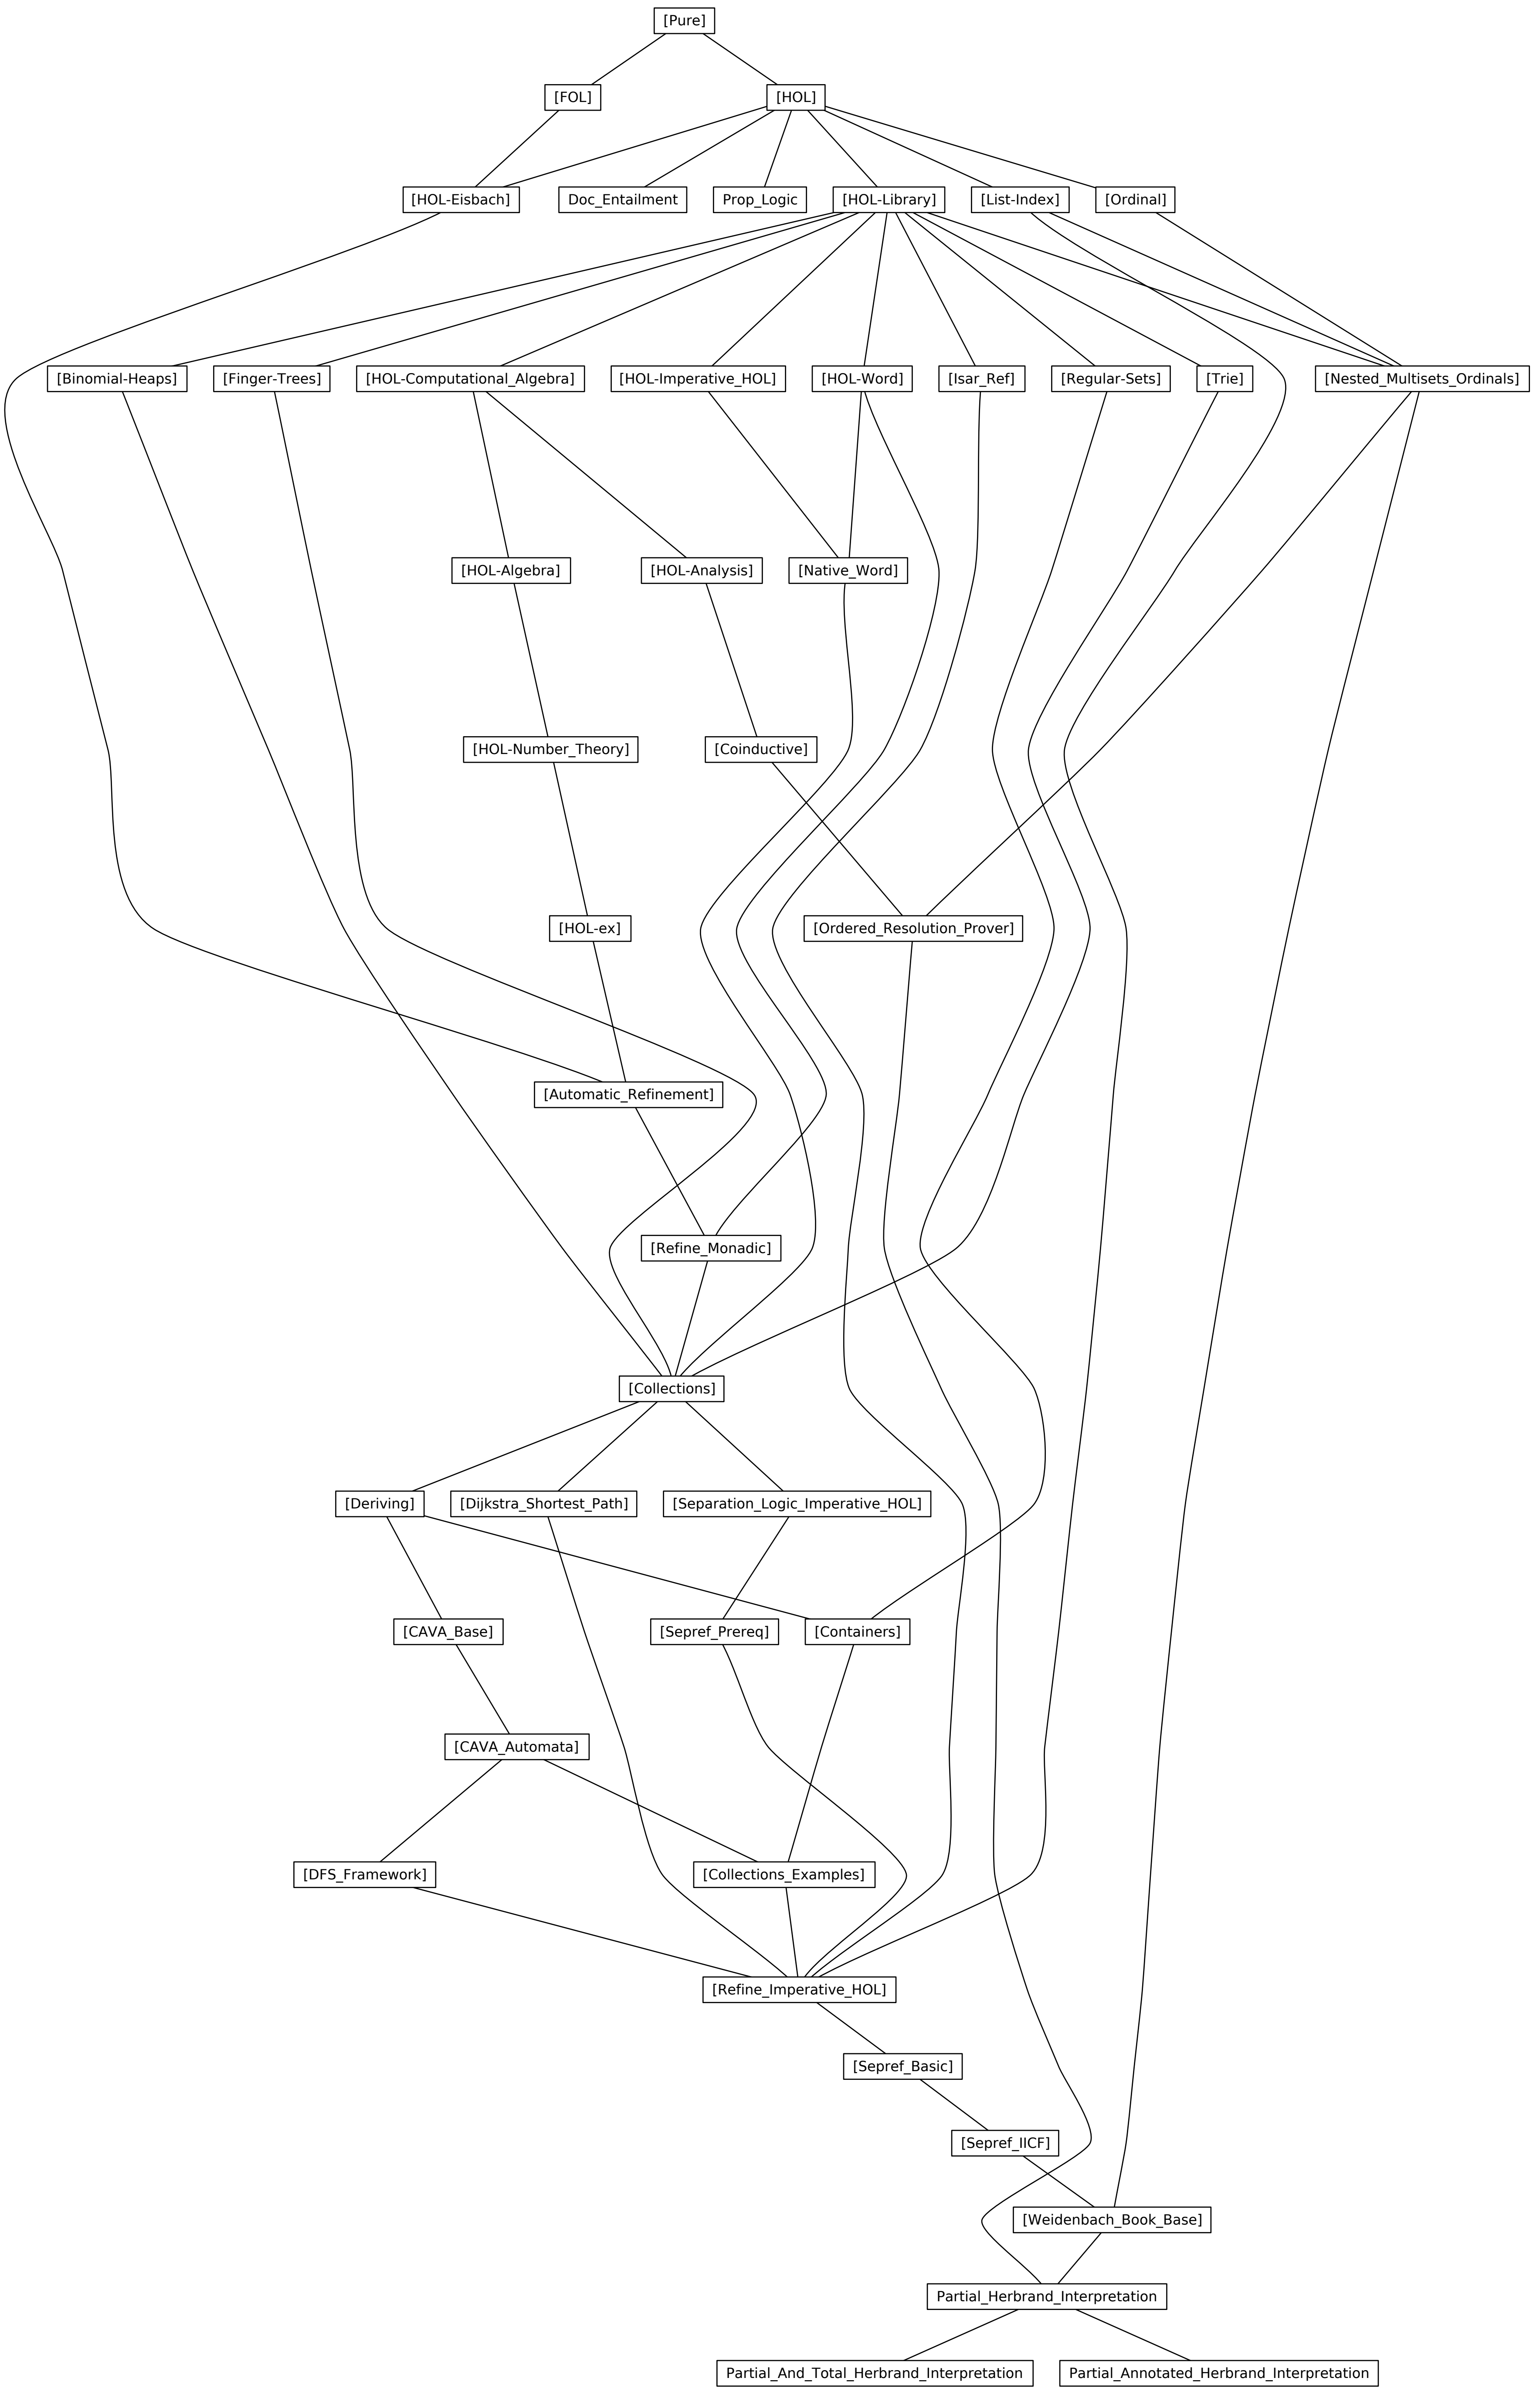 [Pure]
[FOL]
[HOL]
[HOL-Eisbach]
Doc_Entailment
Prop_Logic
[HOL-Library]
[List-Index]
[Ordinal]
[Binomial-Heaps]
[Finger-Trees]
[HOL-Computational_Algebra]
[HOL-Imperative_HOL]
[HOL-Word]
[Isar_Ref]
[Regular-Sets]
[Trie]
[Nested_Multisets_Ordinals]
[HOL-Algebra]
[HOL-Analysis]
[Native_Word]
[HOL-Number_Theory]
[Coinductive]
[HOL-ex]
[Ordered_Resolution_Prover]
[Automatic_Refinement]
[Refine_Monadic]
[Collections]
[Deriving]
[Dijkstra_Shortest_Path]
[Separation_Logic_Imperative_HOL]
[CAVA_Base]
[Sepref_Prereq]
[Containers]
[CAVA_Automata]
[DFS_Framework]
[Collections_Examples]
[Refine_Imperative_HOL]
[Sepref_Basic]
[Sepref_IICF]
[Weidenbach_Book_Base]
Partial_Herbrand_Interpretation
Partial_And_Total_Herbrand_Interpretation
Partial_Annotated_Herbrand_Interpretation